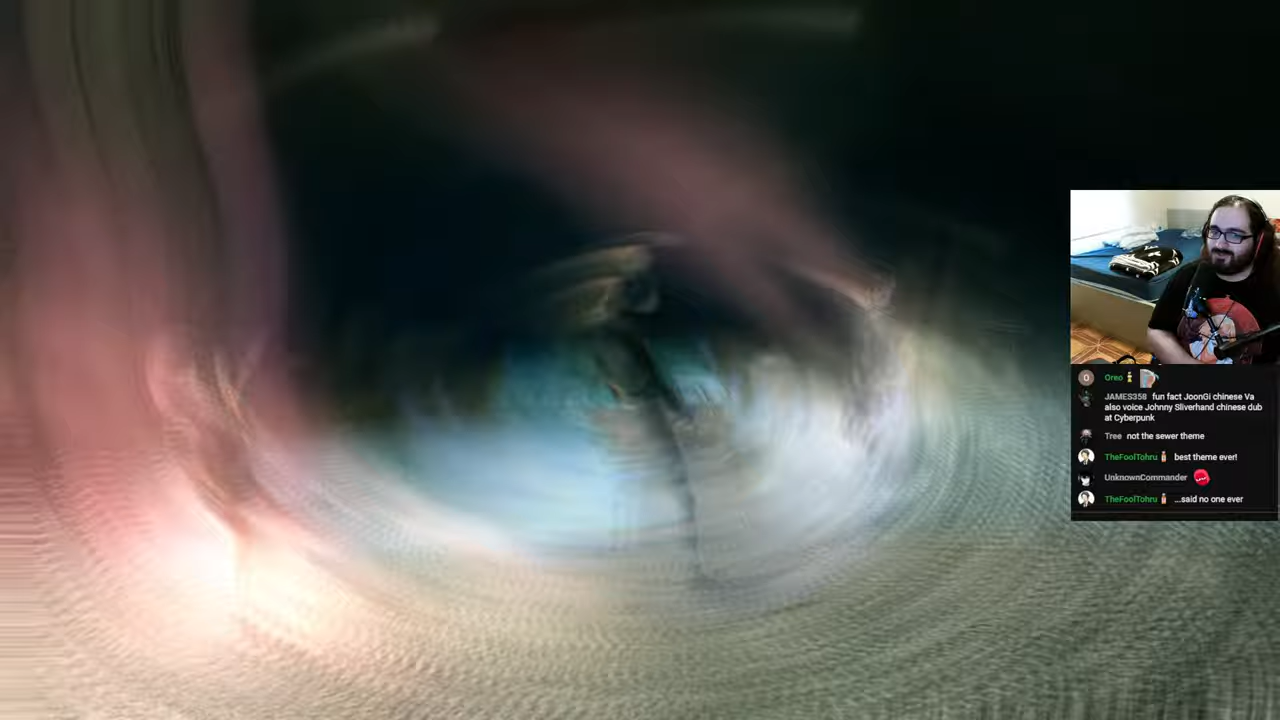 O
Oreo
JAMES358 fun fact JoonGi chinese Va
also voice Johnny Sliverhand chinese dub
at Cyberpunk
Tree not the sewer theme
TheFoolTohru best theme ever!
UnknownCommander
TheFoolTohru ...said no one ever